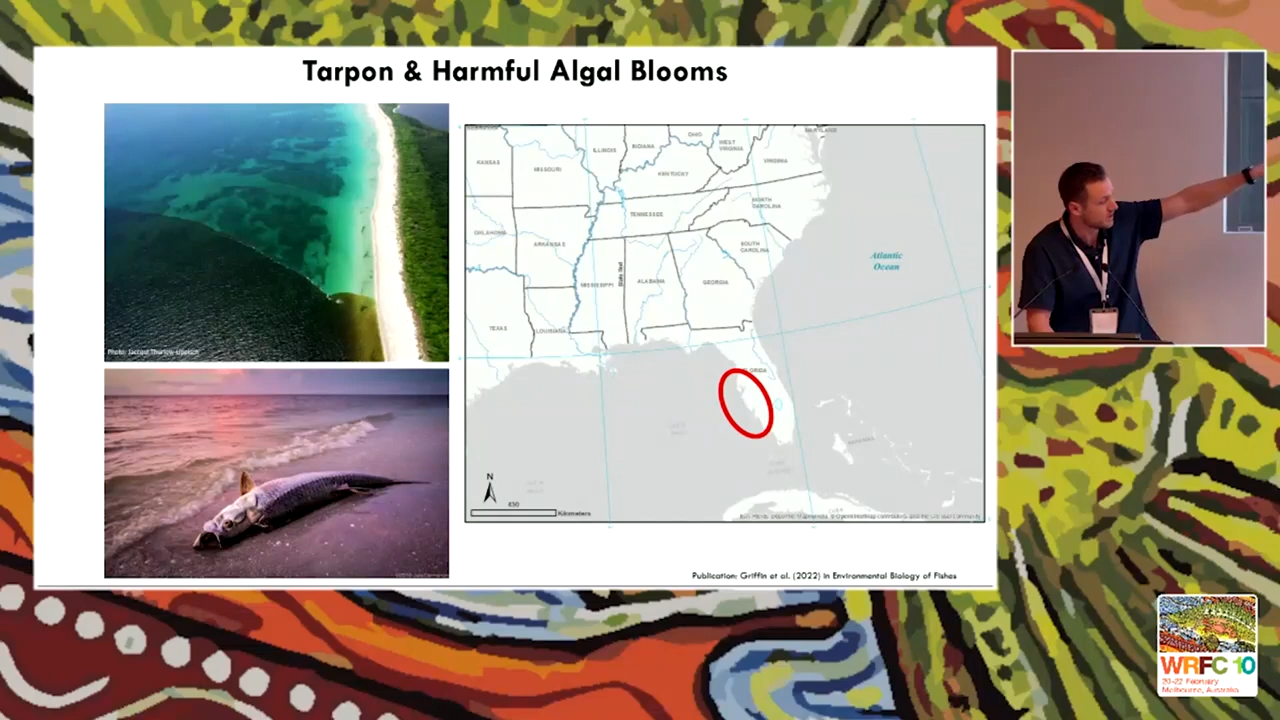 Tarpon & Harmful Algal Blooms
MARYLAND
OHIO
ILLINOIS
INDIANA
WEST
VIRGINIA
KANSAS
MISSOURI
KENTUCKY
VIRGINIA
NORTH
CAROLINA
TENNESSEE
OKLAHOMA
ARKANSAS
SOUTH
CAROLINA
Atlantic
Ocean
MISSISSIPPI
ALABAMA
GEORGIA
TEXAS
LOUISIANA
FLORIDA
N
Kilometers
Publication: Griffin et al. (2022) in Environmental Biology of Fishes
WRFC 10
20-22 February
Melbourne, Australia